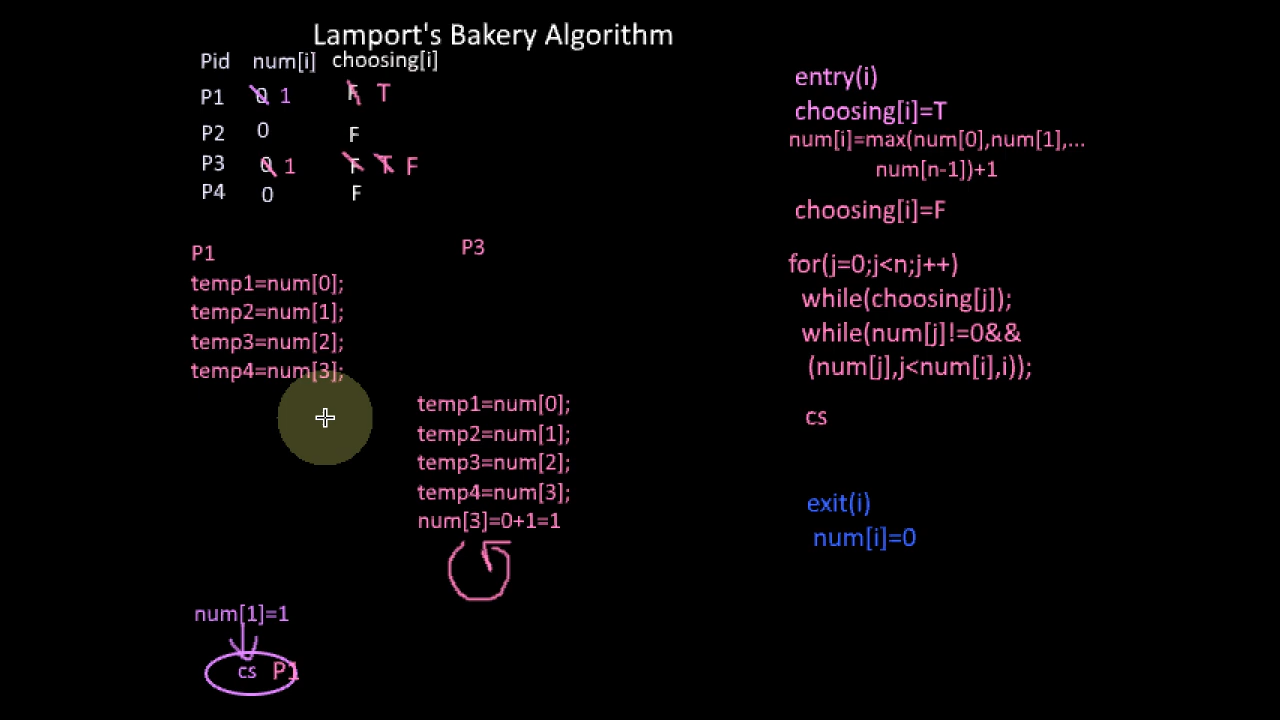 Lamport's Bakery Algorithm
Pid num[i] choosing[i]
P1 0 1 F T
P2 0 F
P3 0 1 F T F
P4 0 F
P1
temp1=num[0];
temp2=num[1];
temp3=num[2];
temp4=num[3];
P3
temp1=num[0];
temp2=num[1];
temp3=num[2];
temp4=num[3];
num[3]=0+1=1
num[1]=1
cs P1
entry(i)
choosing[i]=T
num[i]=max(num[0],num[1],...
num[n-1])+1
choosing[i]=F
for(j=0;j<n;j++)
while(choosing[j]);
while(num[j]!=0&&
(num[j],j<num[i],i));
cs
exit(i)
num[i]=0